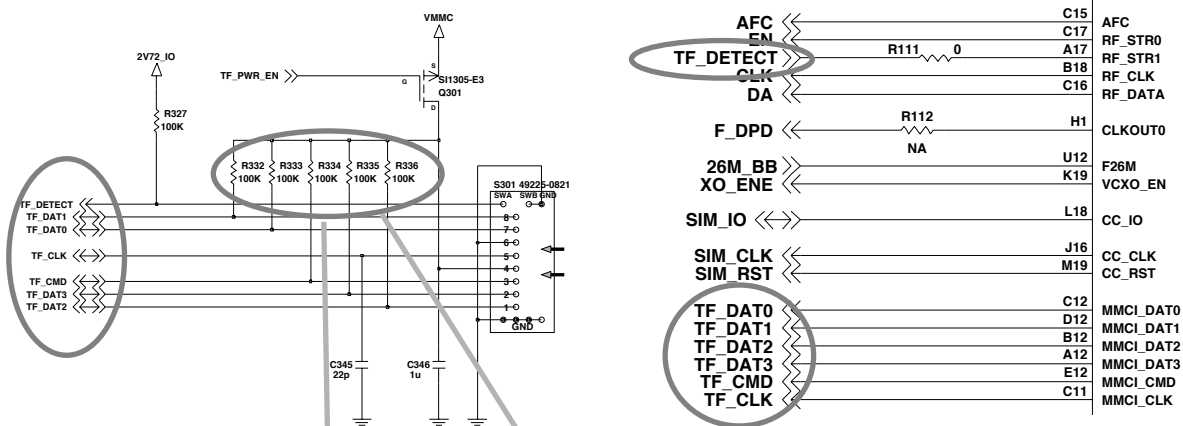 VMMC
2V72_IO
TF_PWR_EN
S
G
SI1305-E3
Q301
D
R327
100K
R332
100K
R333
100K
R334
100K
R335
100K
R336
100K
S301 49225-0821
SWA
SWB
GND
TF_DETECT
TF_DAT1
TF_DAT0
TF_CLK
TF_CMD
TF_DAT3
TF_DAT2
8
7
6
5
4
3
2
1
GND
C345
22p
C346
1u
AFC
C15
AFC
EN
C17
RF_STR0
TF_DETECT
R111
0
A17
RF_STR1
CLK
B18
RF_CLK
DA
C16
RF_DATA
F_DPD
R112
NA
H1
CLKOUT0
26M_BB
U12
F26M
XO_ENE
K19
VCXO_EN
SIM_IO
L18
CC_IO
SIM_CLK
J16
CC_CLK
SIM_RST
M19
CC_RST
TF_DAT0
C12
MMCI_DAT0
TF_DAT1
D12
MMCI_DAT1
TF_DAT2
B12
MMCI_DAT2
TF_DAT3
A12
MMCI_DAT3
TF_CMD
E12
MMCI_CMD
TF_CLK
C11
MMCI_CLK